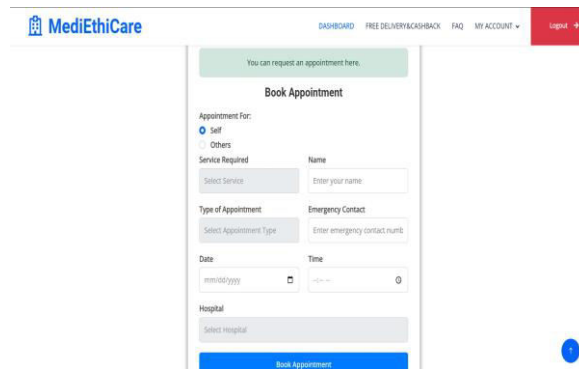 MediEthiCare
DASHBOARD FREE DELIVERY&CASHBACK FAQ MY ACCOUNT Logout
You can request an appointment here.
Book Appointment
Appointment For:
Self
Others
Service Required Name
Select Service Enter your name
Type of Appointment Emergency Contact
Select Appointment Type Enter emergency contact numb
Date Time
mm/dd/yyyy --:-- --
Hospital
Select Hospital
Book Appointment